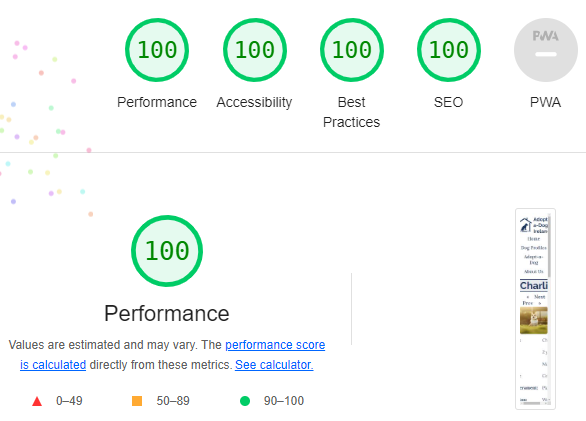 100 100 100 100 PWA
Performance Accessibility Best Practices SEO PWA
100
Performance
Values are estimated and may vary. The performance score
is calculated directly from these metrics. See calculator.
0–49 50–89 90–100
Adopt
a-Dog
Ireland
Home
Dog Profiles
Adopt-a-
Dog
About Us
Charli
« Next
Prev »